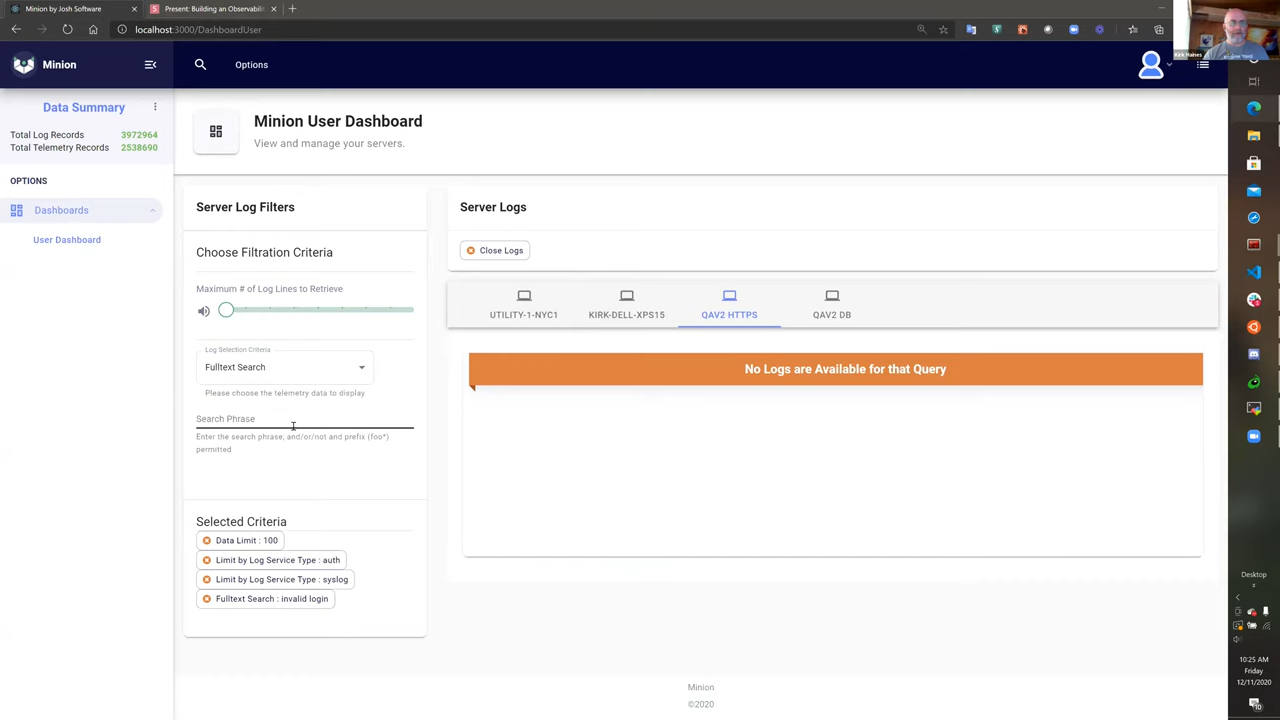 Minion by Josh Software
Present: Building an Observabili
localhost:3000/DashboardUser
Kirk Haines
Minion
Options
Data Summary
Total Log Records 3972964
Total Telemetry Records 2538690
OPTIONS
Dashboards
User Dashboard
Minion User Dashboard
View and manage your servers.
Server Log Filters
Choose Filtration Criteria
Maximum # of Log Lines to Retrieve
Log Selection Criteria
Fulltext Search
Please choose the telemetry data to display
Search Phrase
Enter the search phrase, and/or/not and prefix (foo*)
permitted
Selected Criteria
Data Limit : 100
Limit by Log Service Type : auth
Limit by Log Service Type : syslog
Fulltext Search : invalid login
Server Logs
Close Logs
UTILITY-1-NYC1
KIRK-DELL-XPS15
QAV2 HTTPS
QAV2 DB
No Logs are Available for that Query
Minion
©2020
Desktop
10:25 AM
Friday
12/11/2020
10